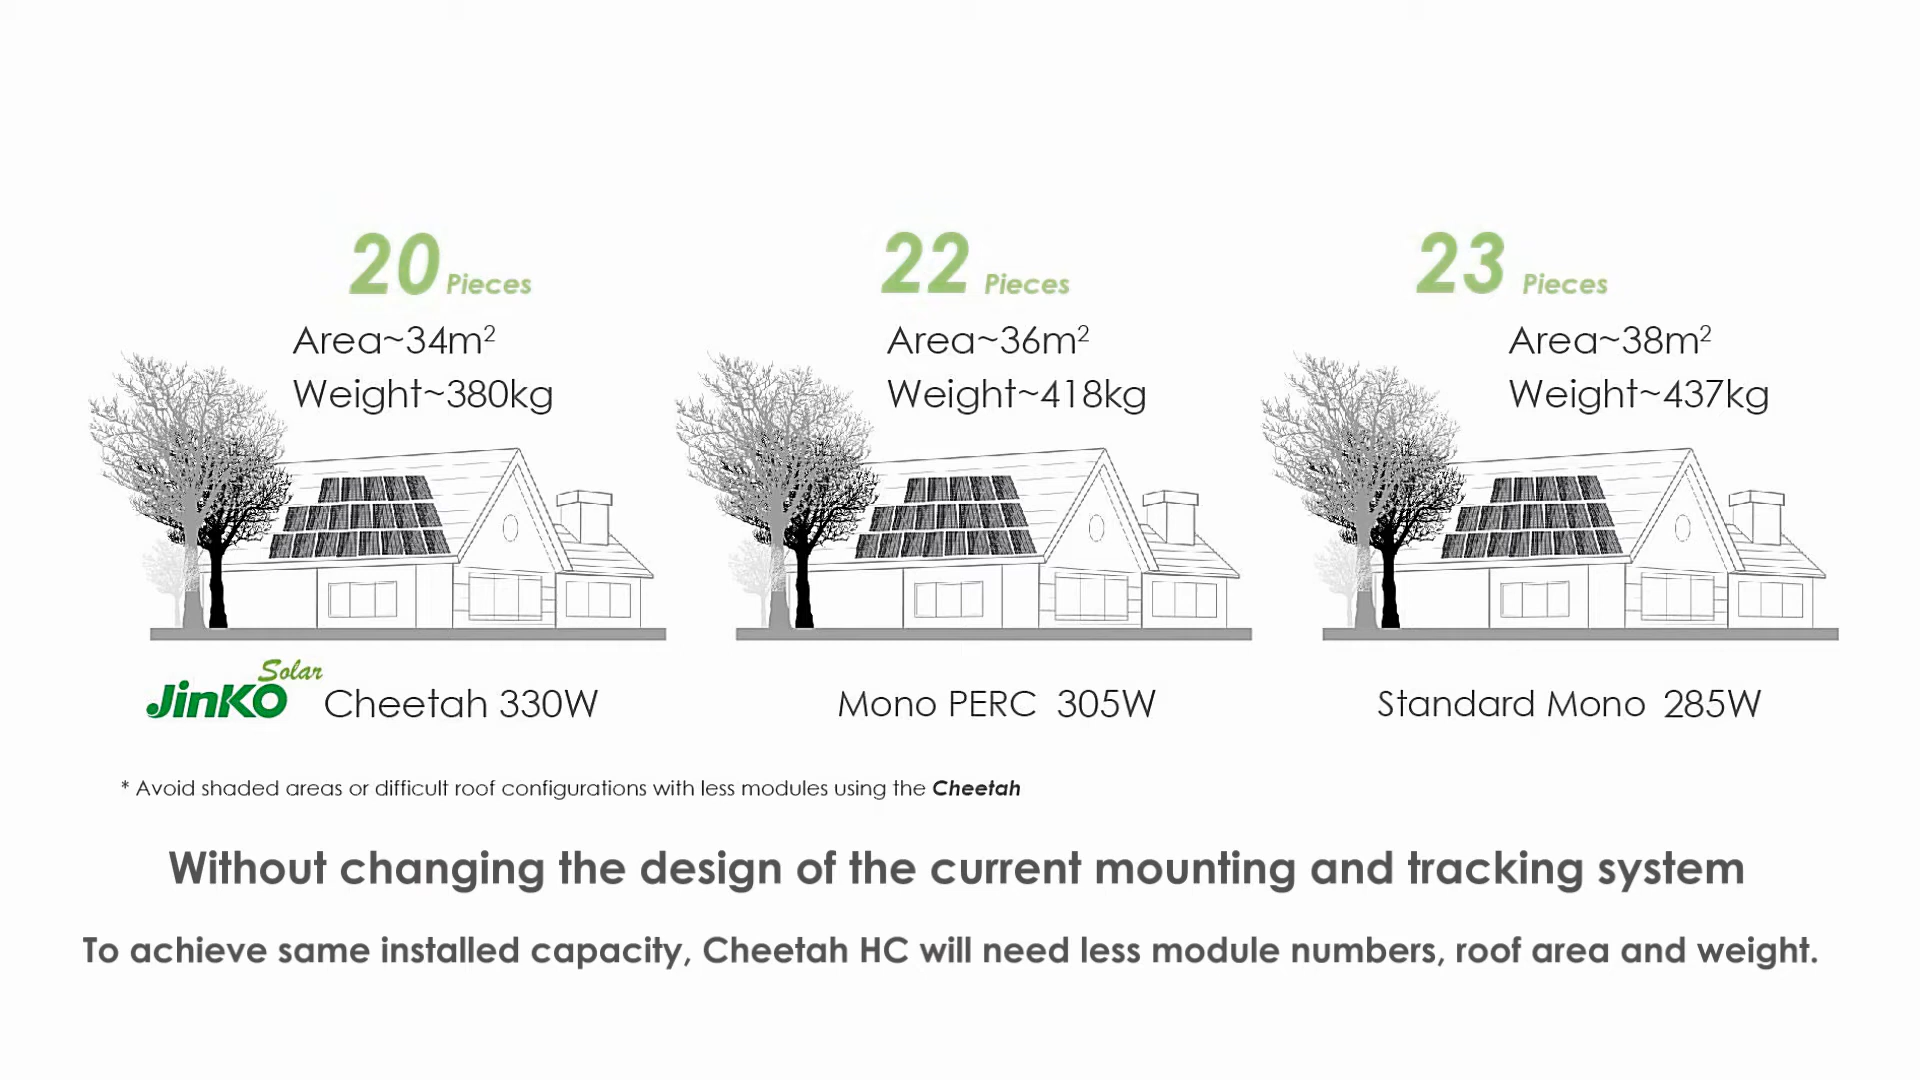 20 Pieces
Area~34m²
Weight~380kg
22 Pieces
Area~36m²
Weight~418kg
23 Pieces
Area~38m²
Weight~437kg
JinKO Solar Cheetah 330W
Mono PERC 305W
Standard Mono 285W
* Avoid shaded areas or difficult roof configurations with less modules using the Cheetah
Without changing the design of the current mounting and tracking system
To achieve same installed capacity, Cheetah HC will need less module numbers, roof area and weight.